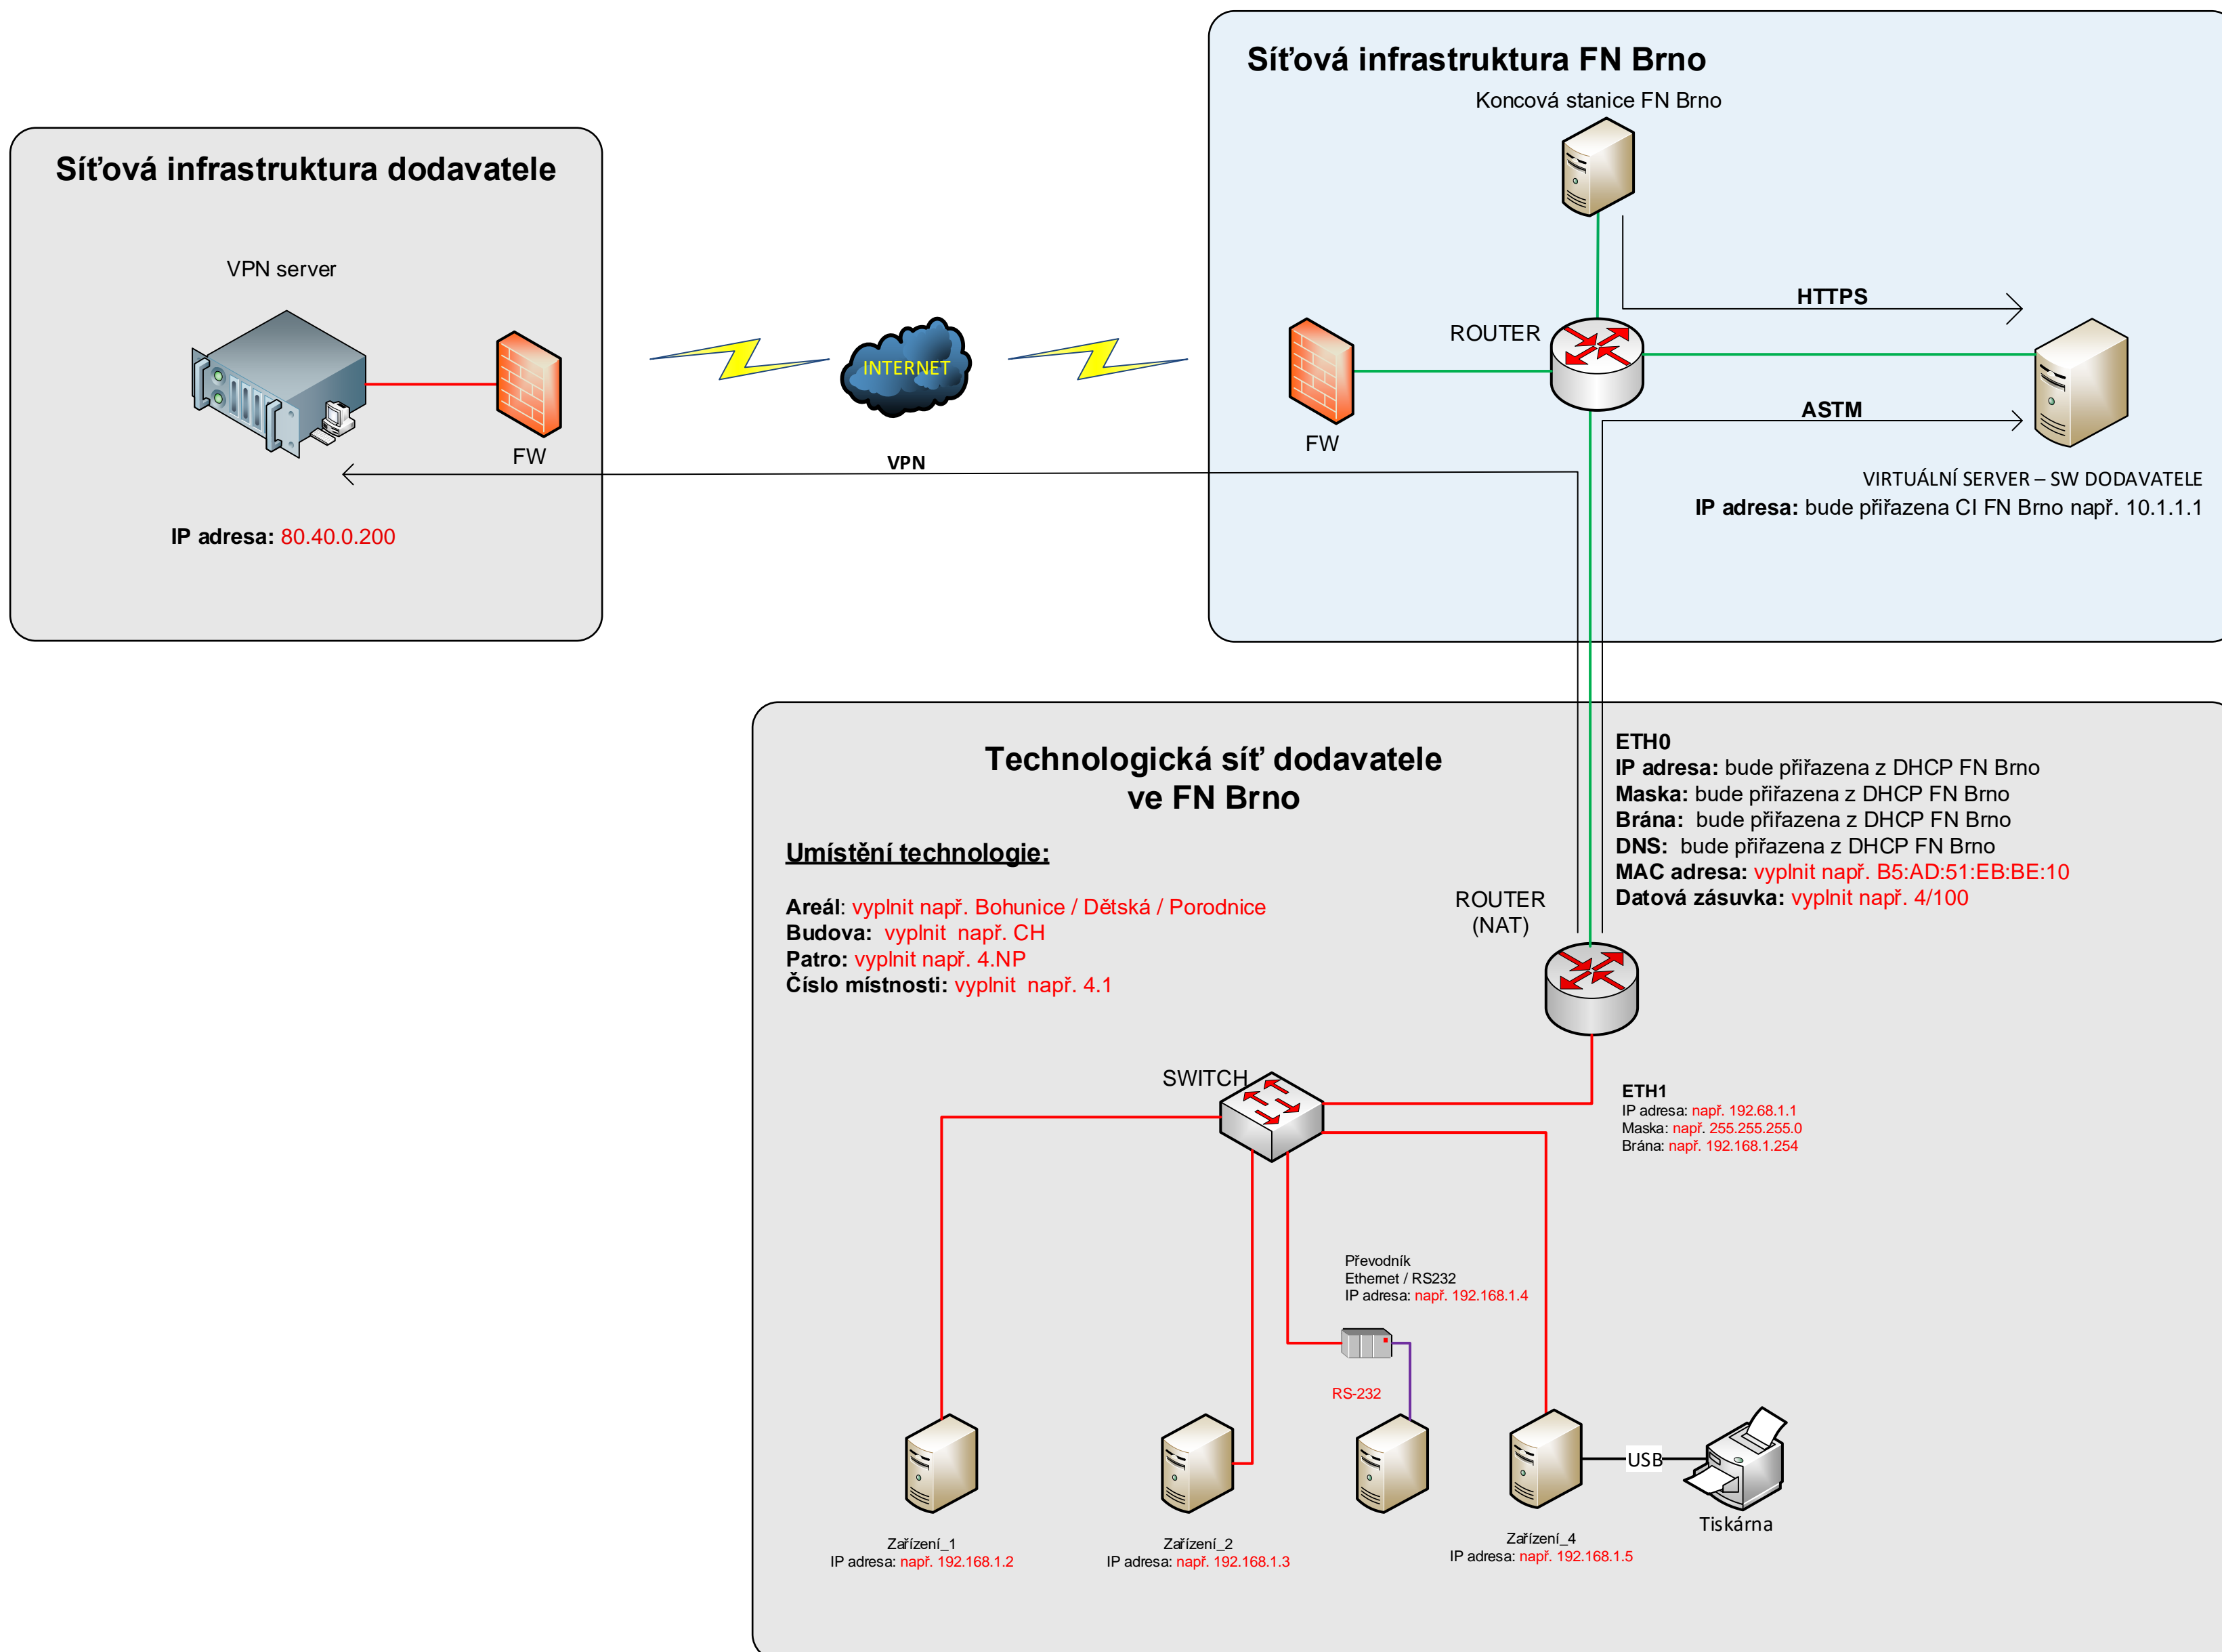 Síťová infrastruktura FN Brno
Koncová stanice FN Brno
Síťová infrastruktura dodavatele
VPN server
FW
IP adresa: 80.40.0.200
INTERNET
VPN
FW
ROUTER
HTTPS
ASTM
VIRTUÁLNÍ SERVER – SW DODAVATELE
IP adresa: bude přiřazena CI FN Brno např. 10.1.1.1
Technologická síť dodavatele
ve FN Brno
Umístění technologie:
Areál: vyplnit např. Bohunice / Dětská / Porodnice
Budova: vyplnit např. CH
Patro: vyplnit např. 4.NP
Číslo místnosti: vyplnit např. 4.1
ETH0
IP adresa: bude přiřazena z DHCP FN Brno
Maska: bude přiřazena z DHCP FN Brno
Brána: bude přiřazena z DHCP FN Brno
DNS: bude přiřazena z DHCP FN Brno
MAC adresa: vyplnit např. B5:AD:51:EB:BE:10
Datová zásuvka: vyplnit např. 4/100
ROUTER
(NAT)
SWITCH
ETH1
IP adresa: např. 192.68.1.1
Maska: např. 255.255.255.0
Brána: např. 192.168.1.254
Převodník
Ethernet / RS232
IP adresa: např. 192.168.1.4
RS-232
USB
Tiskárna
Zařízení_1
IP adresa: např. 192.168.1.2
Zařízení_2
IP adresa: např. 192.168.1.3
Zařízení_4
IP adresa: např. 192.168.1.5